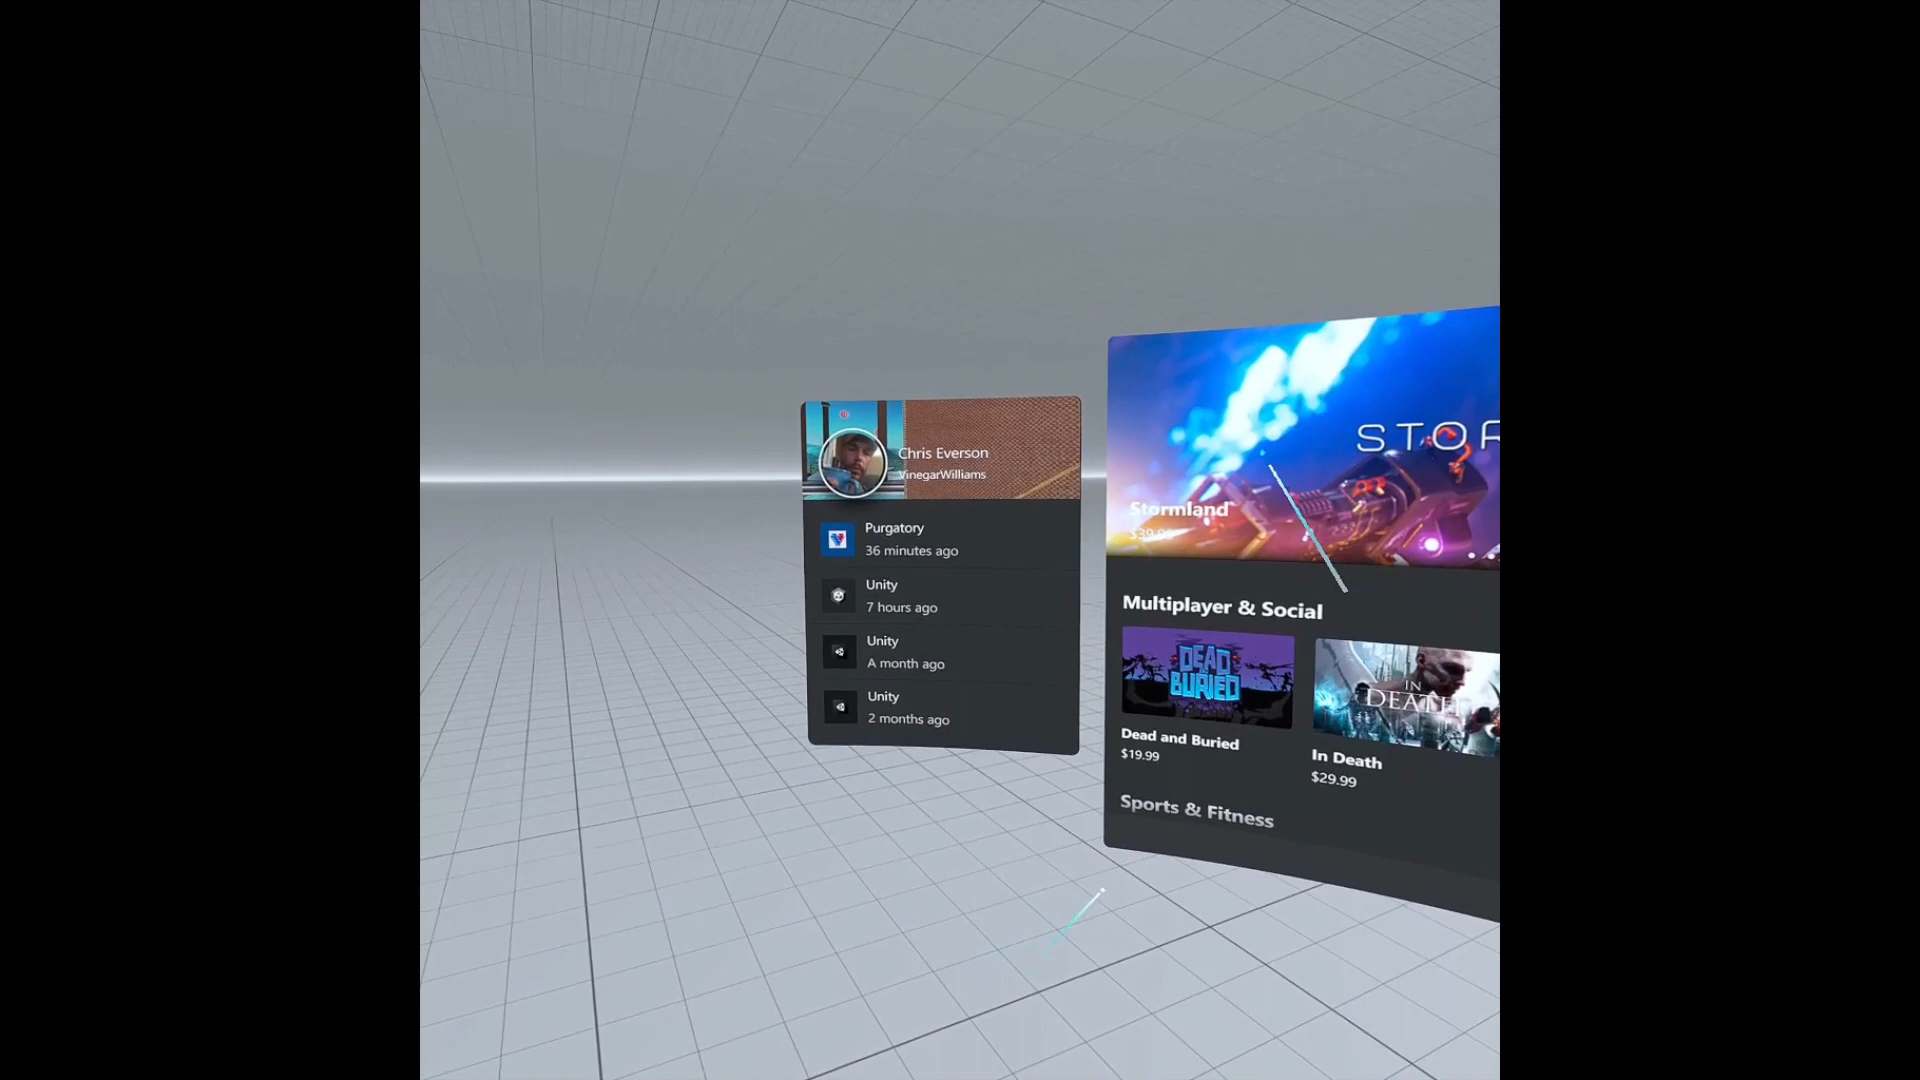 Chris Everson
VinegarWilliams
Purgatory
36 minutes ago
Unity
7 hours ago
Unity
A month ago
Unity
2 months ago
STOR
Stormland
Multiplayer & Social
DEAD
BURIED
Dead and Buried
$19.99
IN
DEATH
In Death
$29.99
Sports & Fitness